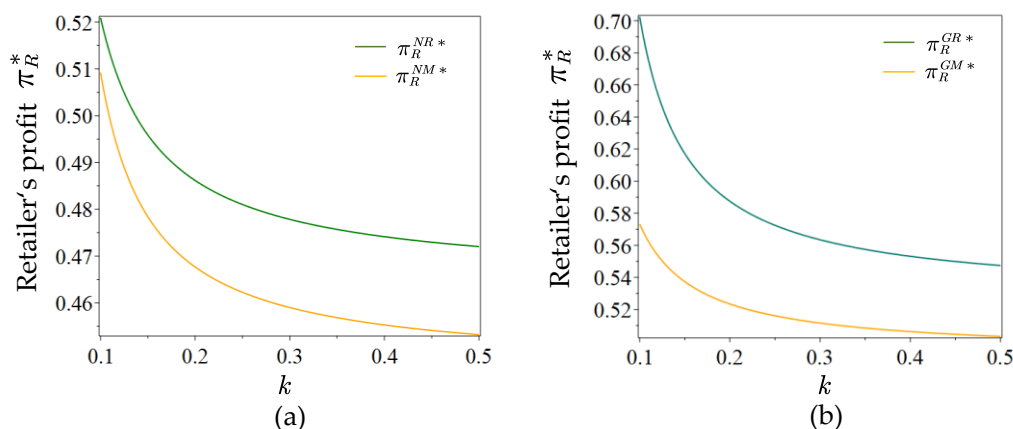 Retailer‘s profit π_R^*
0.52
0.51
0.50
0.49
0.48
0.47
0.46
0.1
0.2
0.3
0.4
0.5
k
π_R^{NR *}
π_R^{NM *}
(a)
Retailer‘s profit π_R^*
0.70
0.68
0.66
0.64
0.62
0.60
0.58
0.56
0.54
0.52
0.1
0.2
0.3
0.4
0.5
k
π_R^{GR *}
π_R^{GM *}
(b)